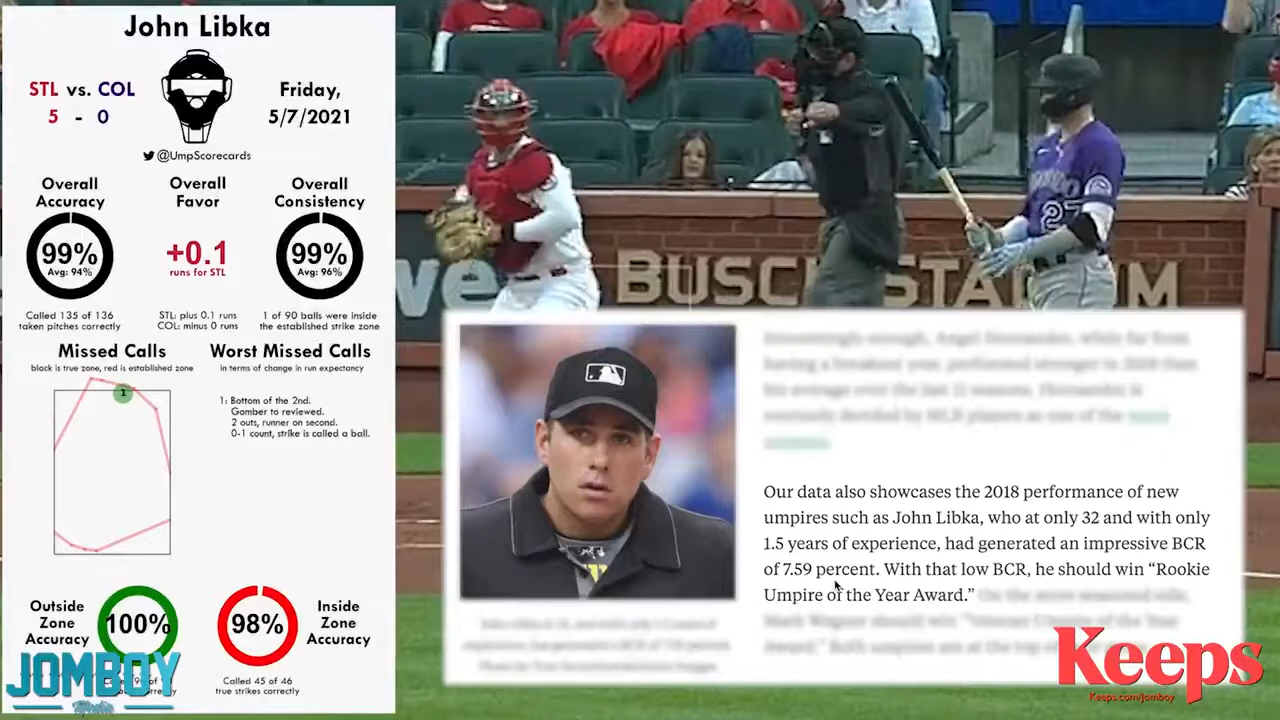 John Libka
STL vs. COL
5 - 0
Friday,
5/7/2021
@UmpScorecards
Overall
Accuracy
99%
Avg: 94%
Called 135 of 136
taken pitches correctly
Overall
Favor
+0.1
runs for STL
STL: plus 0.1 runs
COL: minus 0 runs
Overall
Consistency
99%
Avg: 96%
1 of 90 balls were inside
the established strike zone
Missed Calls
black is true zone, red is established zone
1
Worst Missed Calls
in terms of change in run expectancy
1: Bottom of the 2nd.
Gomber to reviewed.
2 outs, runner on second.
0-1 count, strike is called a ball.
Outside
Zone
Accuracy
100%
98%
Inside
Zone
Accuracy
Called 45 of 46
true strikes correctly
JOMBOY
Media
BUSCH STADIUM
27
Our data also showcases the 2018 performance of new
umpires such as John Libka, who at only 32 and with only
1.5 years of experience, had generated an impressive BCR
of 7.59 percent. With that low BCR, he should win “Rookie
Umpire of the Year Award.”
Keeps
Keeps.com/Jomboy